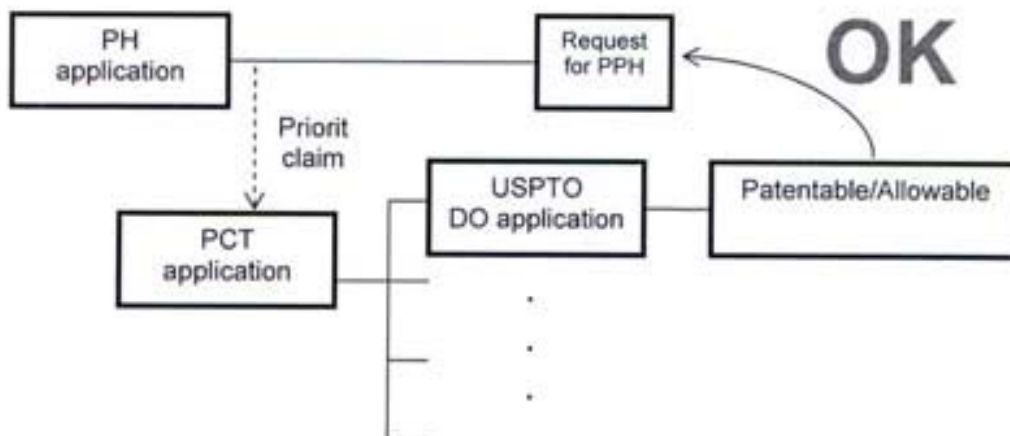 PH
application
Request
for PPH
OK
Priorit
claim
USPTO
DO application
Patentable/Allowable
PCT
application